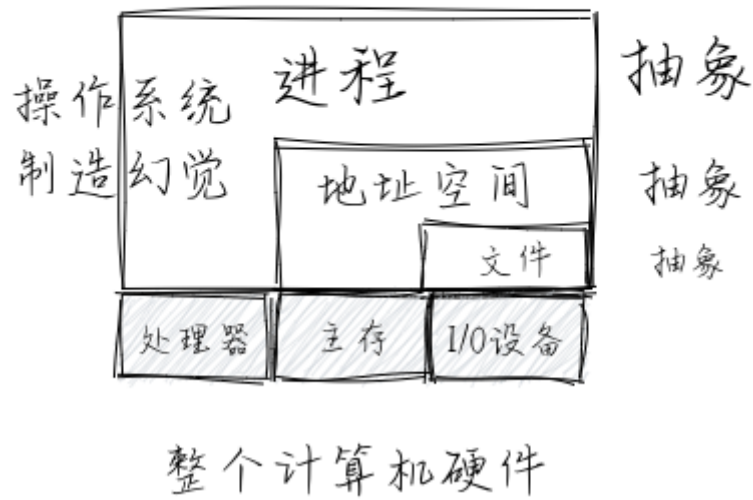 进程 抽象
操作系统
制造幻觉
地址空间 抽象
文件 抽象
处理器 主存 I/O设备
整个计算机硬件